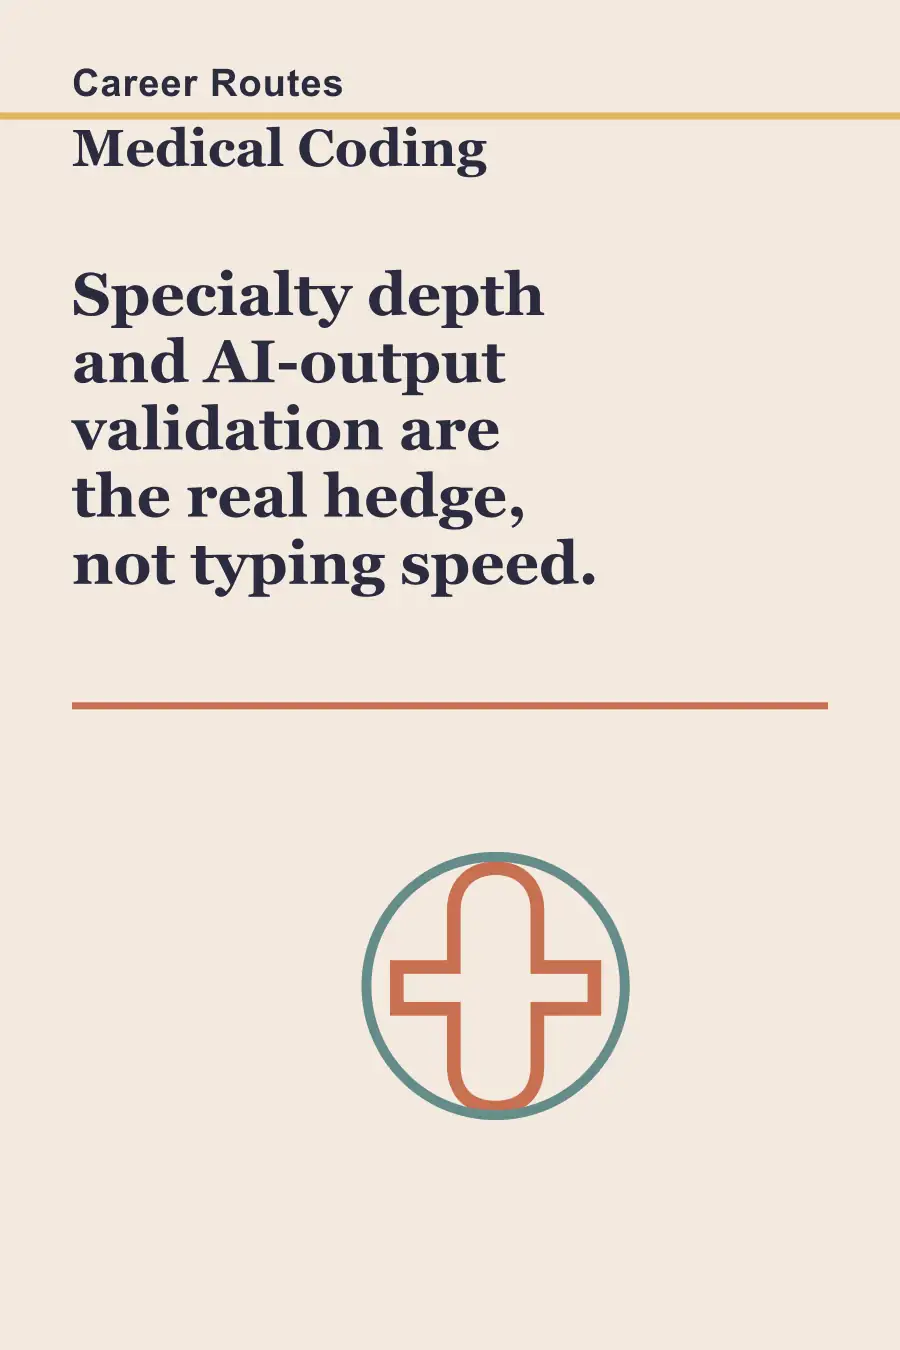 Career Routes
Medical Coding
Specialty depth
and AI-output
validation are
the real hedge,
not typing speed.